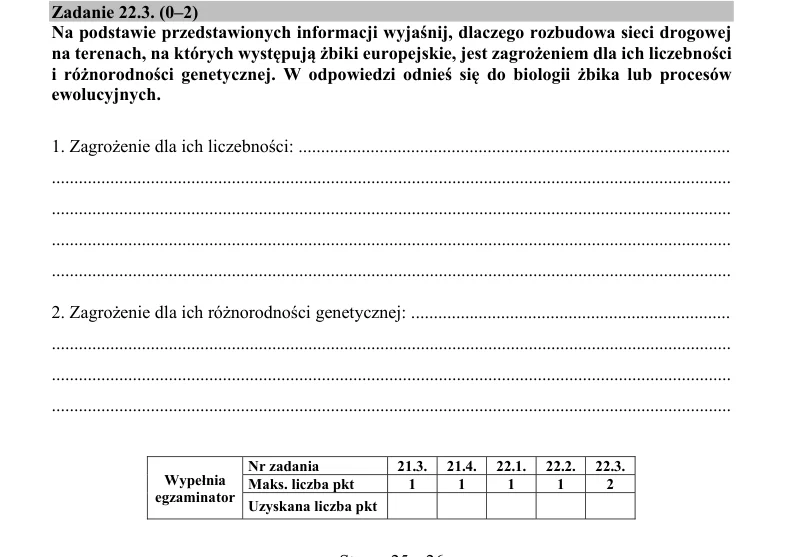 Zadanie 22.3. (0–2)
Na podstawie przedstawionych informacji wyjaśnij, dlaczego rozbudowa sieci drogowej
na terenach, na których występują żbiki europejskie, jest zagrożeniem dla ich liczebności
i różnorodności genetycznej. W odpowiedzi odnieś się do biologii żbika lub procesów
ewolucyjnych.
1. Zagrożenie dla ich liczebności: ................................................................................................
.......................................................................................................................................................
.......................................................................................................................................................
.......................................................................................................................................................
.......................................................................................................................................................
2. Zagrożenie dla ich różnorodności genetycznej: .......................................................................
.......................................................................................................................................................
.......................................................................................................................................................
.......................................................................................................................................................
Wypełnia egzaminator
Nr zadania 21.3. 21.4. 22.1. 22.2. 22.3.
Maks. liczba pkt 1 1 1 1 2
Uzyskana liczba pkt